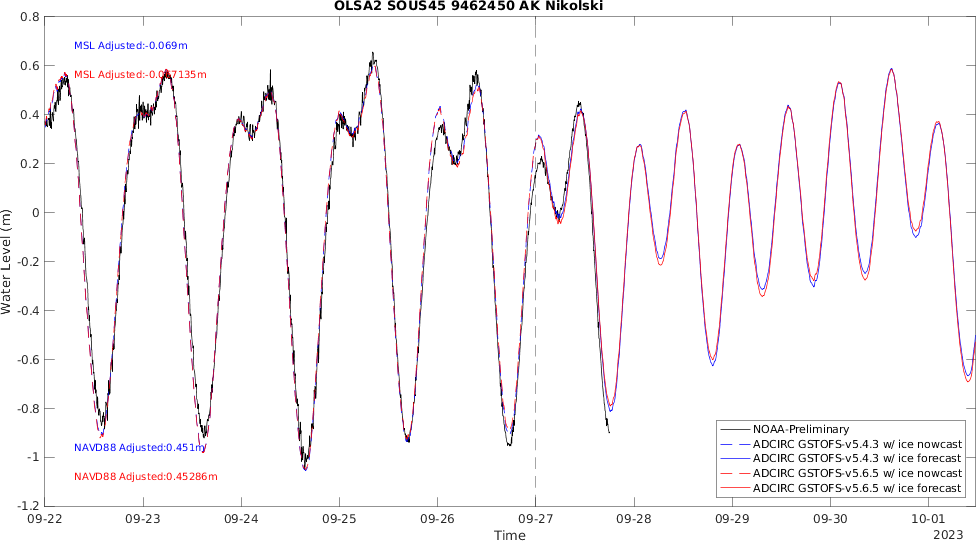 OLSA2 SOUS45 9462450 AK Nikolski
0.8
0.6
0.4
0.2
0
-0.2
-0.4
-0.6
-0.8
-1
-1.2
Water Level (m)
MSL Adjusted:-0.069m
MSL Adjusted:-0.067135m
NAVD88 Adjusted:0.451m
NAVD88 Adjusted:0.45286m
NOAA-Preliminary
ADCIRC GSTOFS-v5.4.3 w/ ice nowcast
ADCIRC GSTOFS-v5.4.3 w/ ice forecast
ADCIRC GSTOFS-v5.6.5 w/ ice nowcast
ADCIRC GSTOFS-v5.6.5 w/ ice forecast
09-22 09-23 09-24 09-25 09-26 09-27 09-28 09-29 09-30 10-01
Time
2023